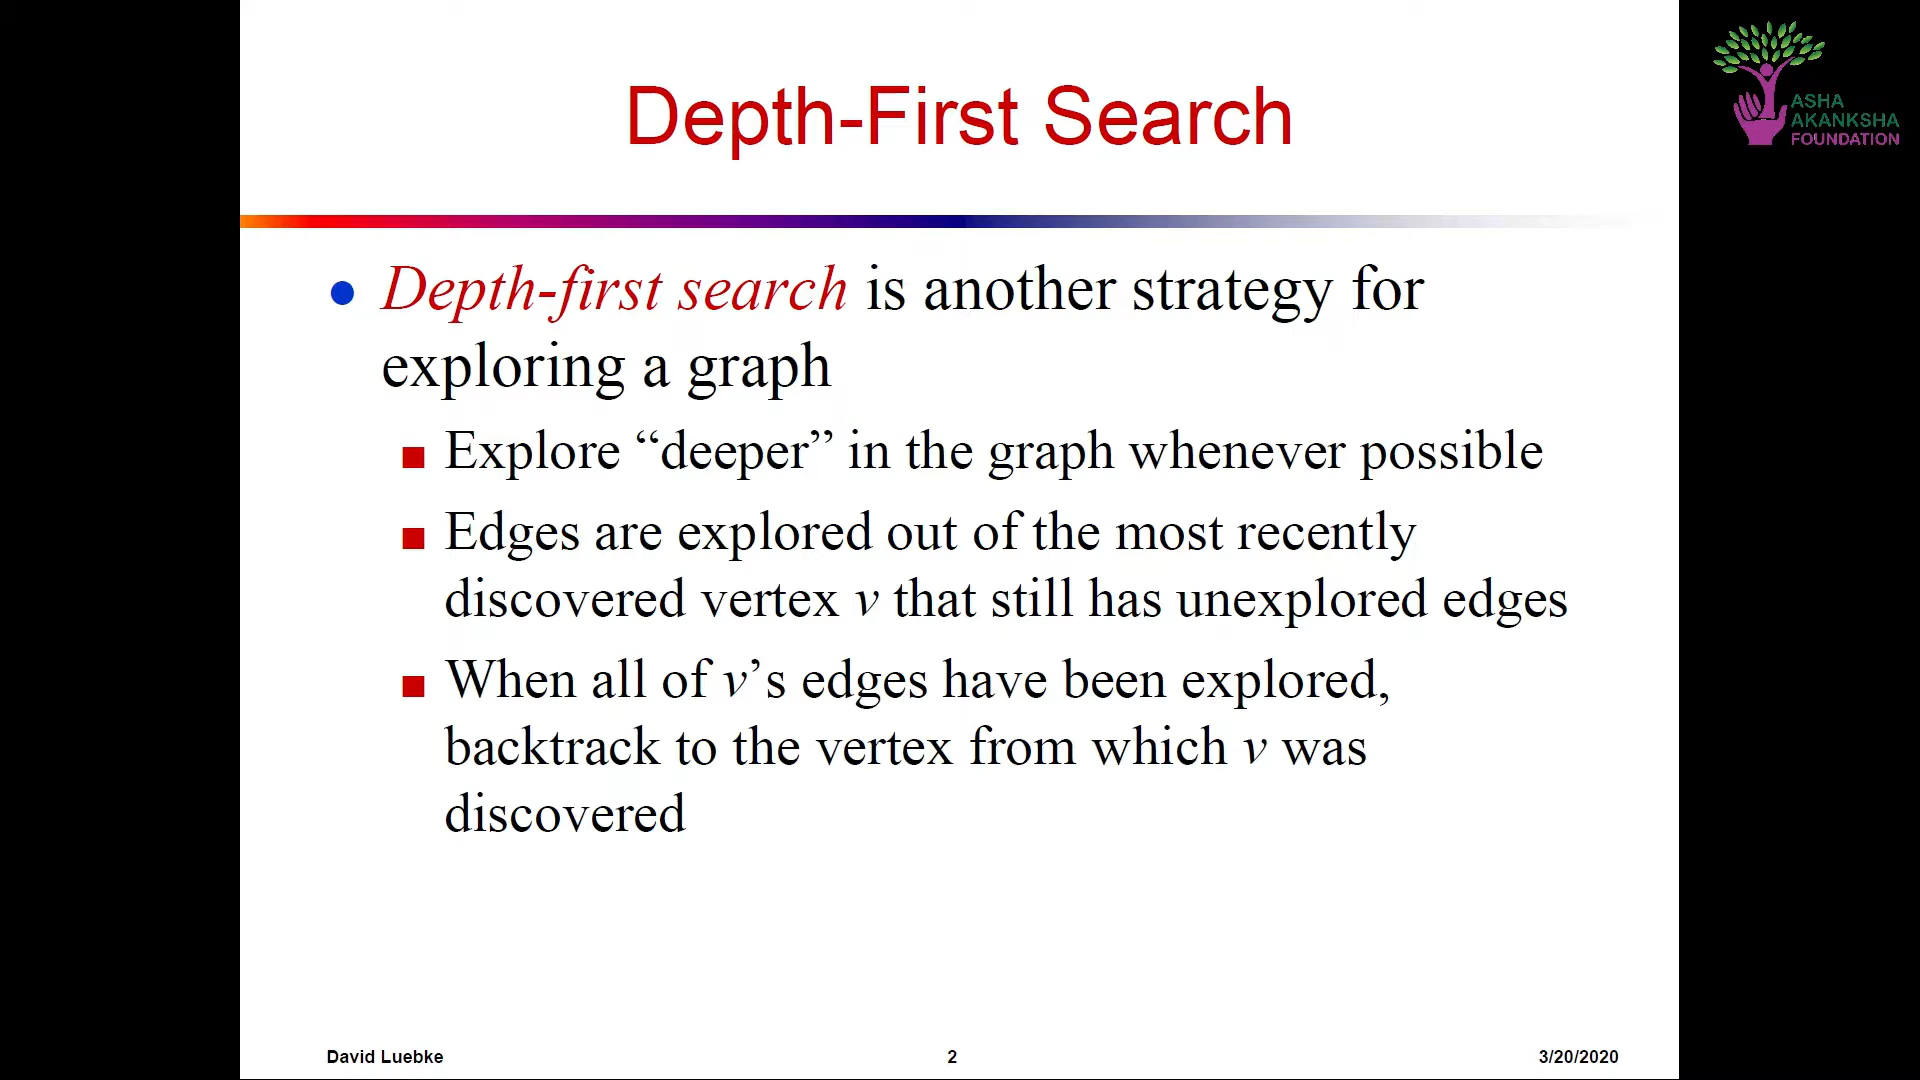 Depth-First Search
ASHA
AKANKSHA
FOUNDATION
● Depth-first search is another strategy for
exploring a graph
■ Explore “deeper” in the graph whenever possible
■ Edges are explored out of the most recently
discovered vertex v that still has unexplored edges
■ When all of v’s edges have been explored,
backtrack to the vertex from which v was
discovered
David Luebke 2 3/20/2020